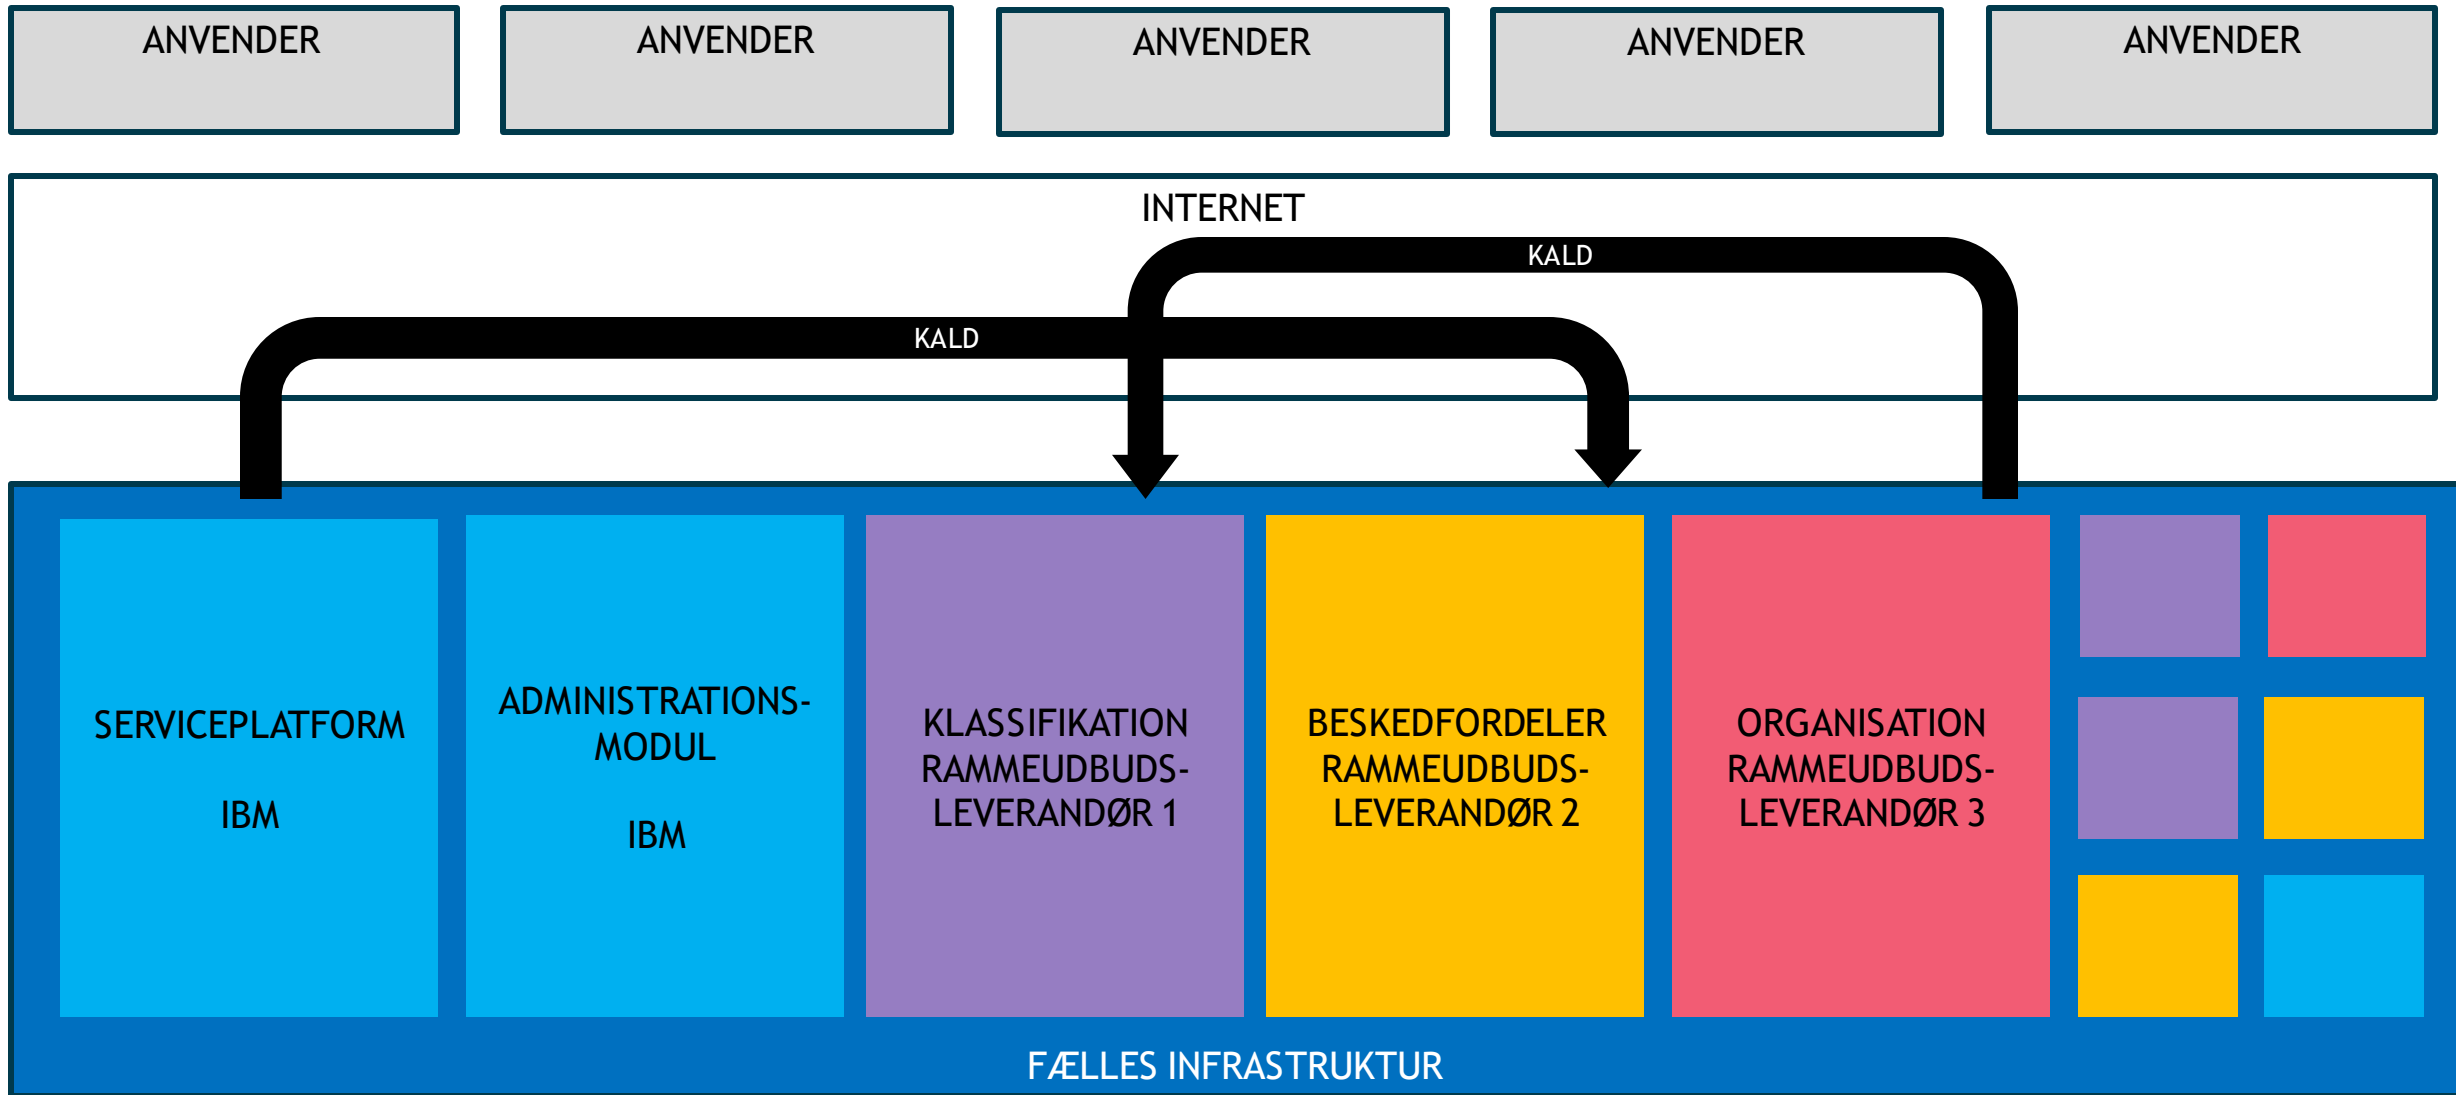 ANVENDER
ANVENDER
ANVENDER
ANVENDER
ANVENDER
INTERNET
KALD
KALD
SERVICEPLATFORM
IBM
ADMINISTRATIONS-
MODUL
IBM
KLASSIFIKATION
RAMMEUDBUDS-
LEVERANDØR 1
BESKEDFORDELER
RAMMEUDBUDS-
LEVERANDØR 2
ORGANISATION
RAMMEUDBUDS-
LEVERANDØR 3
FÆLLES INFRASTRUKTUR